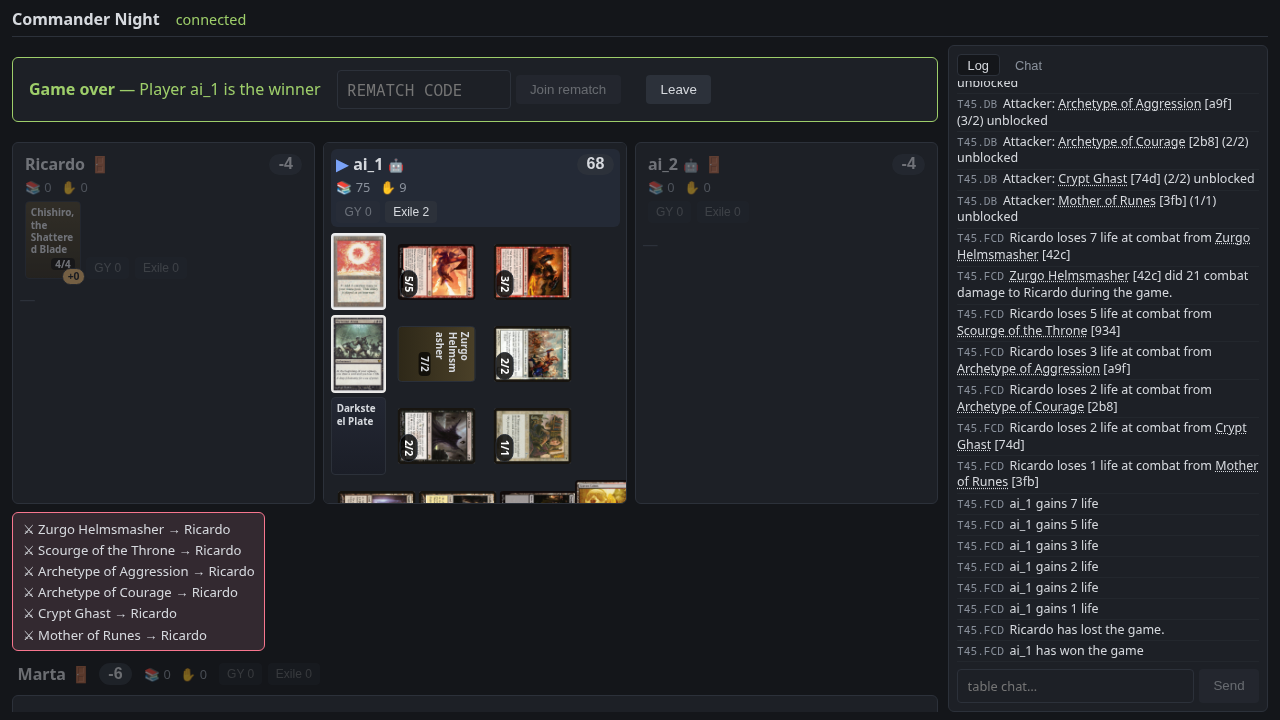 Commander Night connected
Game over — Player ai_1 is the winner
REMATCH CODE
Join rematch
Leave
Ricardo -4
0 0
Chishiro,
the
Shattere
d Blade
4/4
+0
GY 0 Exile 0
ai_1 68
75 9
GY 0 Exile 2
5/5
3/2
Zurgo
Helmsm
asher
7/2
2/2
Darkste
el Plate
2/2
1/1
ai_2 -4
0 0
GY 0 Exile 0
Zurgo Helmsmasher → Ricardo
Scourge of the Throne → Ricardo
Archetype of Aggression → Ricardo
Archetype of Courage → Ricardo
Crypt Ghast → Ricardo
Mother of Runes → Ricardo
Marta -6 0 0 GY 0 Exile 0
Log Chat
unblocked
T45.DB Attacker: Archetype of Aggression [a9f]
(3/2) unblocked
T45.DB Attacker: Archetype of Courage [2b8] (2/2)
unblocked
T45.DB Attacker: Crypt Ghast [74d] (2/2) unblocked
T45.DB Attacker: Mother of Runes [3fb] (1/1)
unblocked
T45.FCD Ricardo loses 7 life at combat from Zurgo
Helmsmasher [42c]
T45.FCD Zurgo Helmsmasher [42c] did 21 combat
damage to Ricardo during the game.
T45.FCD Ricardo loses 5 life at combat from
Scourge of the Throne [934]
T45.FCD Ricardo loses 3 life at combat from
Archetype of Aggression [a9f]
T45.FCD Ricardo loses 2 life at combat from
Archetype of Courage [2b8]
T45.FCD Ricardo loses 2 life at combat from Crypt
Ghast [74d]
T45.FCD Ricardo loses 1 life at combat from Mother
of Runes [3fb]
T45.FCD ai_1 gains 7 life
T45.FCD ai_1 gains 5 life
T45.FCD ai_1 gains 3 life
T45.FCD ai_1 gains 2 life
T45.FCD ai_1 gains 2 life
T45.FCD ai_1 gains 1 life
T45.FCD Ricardo has lost the game.
T45.FCD ai_1 has won the game
table chat…
Send